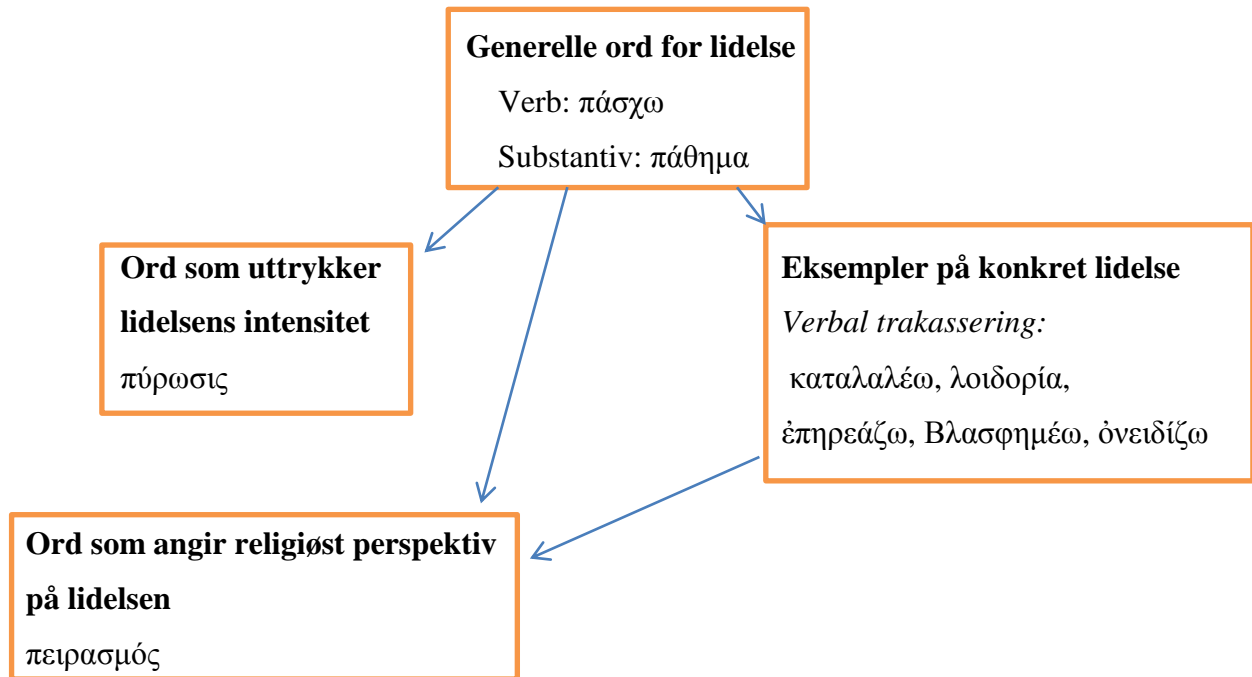 Generelle ord for lidelse
Verb: πάσχω
Substantiv: πάθημα
Ord som uttrykker
lidelsens intensitet
πύρωσις
Eksempler på konkret lidelse
Verbal trakassering:
καταλαλέω, λοιδορία,
ἐπηρεάζω, Βλασφημέω, ὀνειδίζω
Ord som angir religiøst perspektiv
på lidelsen
πειρασμός